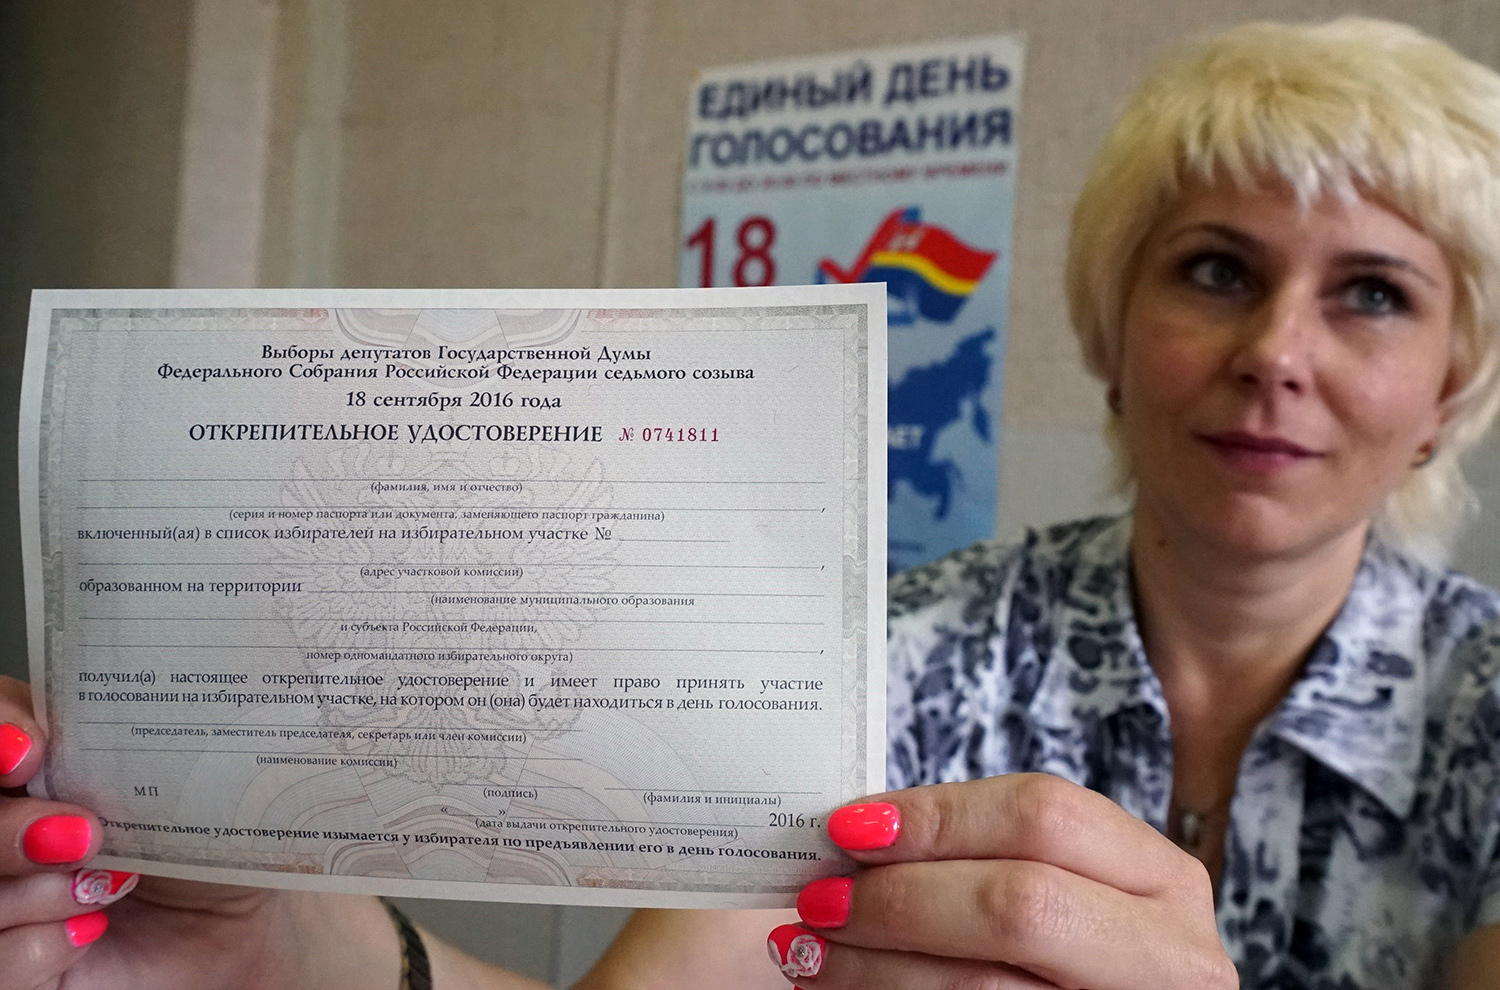 ЕДИНЫЙ ДЕНЬ
ГОЛОСОВАНИЯ
ПО МЕСТНОМУ ВРЕМЕНИ
18
Выборы депутатов Государственной Думы
Федерального Собрания Российской Федерации седьмого созыва
18 сентября 2016 года
ОТКРЕПИТЕЛЬНОЕ УДОСТОВЕРЕНИЕ № 0741811
(фамилия, имя и отчество)
,
(серия и номер паспорта или документа, заменяющего паспорт гражданина)
включенный(ая) в список избирателей на избирательном участке №
,
(адрес участковой комиссии)
образованном на территории
(наименование муниципального образования
и субъекта Российской Федерации,
,
номер одномандатного избирательного округа)
получил(а) настоящее открепительное удостоверение и имеет право принять участие
в голосовании на избирательном участке, на котором он (она) будет находиться в день голосования.
(председатель, заместитель председателя, секретарь или член комиссии)
(наименование комиссии)
МП
(подпись) (фамилия и инициалы)
« » 2016 г.
(дата выдачи открепительного удостоверения)
Открепительное удостоверение изымается у избирателя по предъявлении его в день голосования.